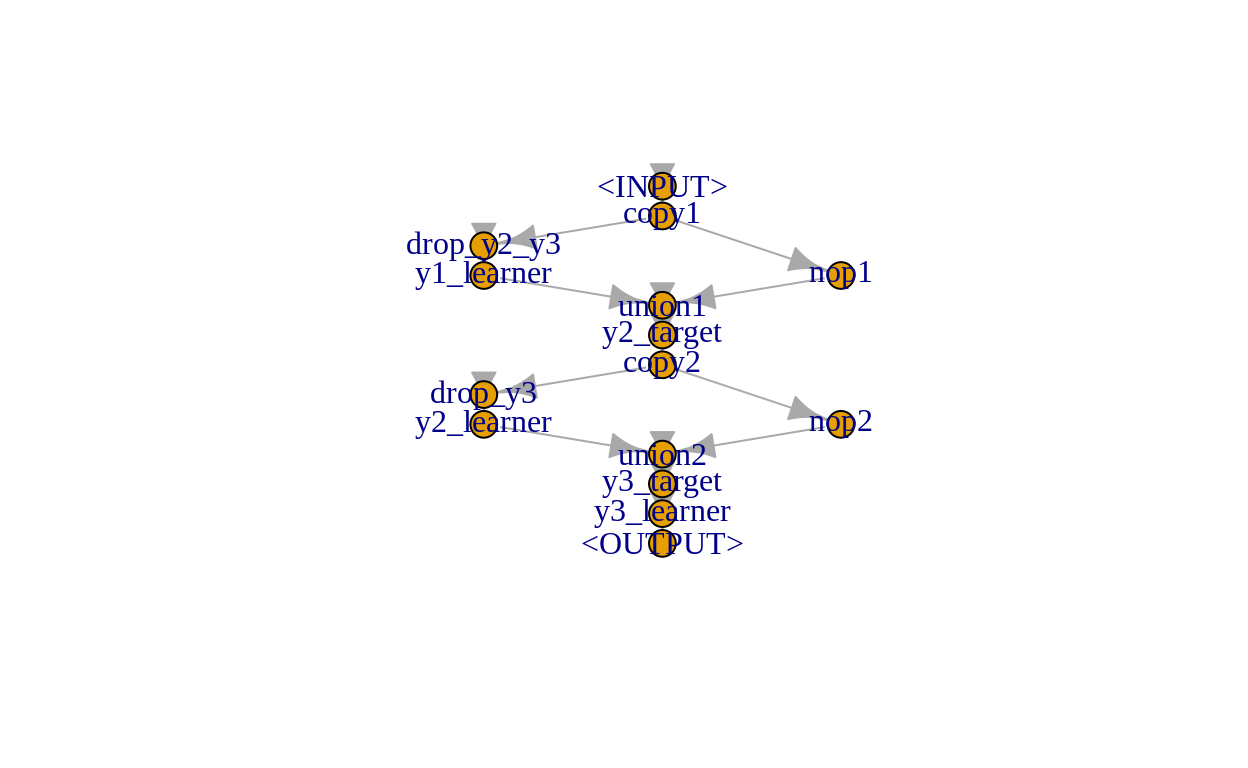 <INPUT>
copy1
drop_y2_y3
y1_learner
nop1
union1
y2_target
copy2
drop_y3
y2_learner
nop2
union2
y3_target
y3_learner
<OUTPUT>